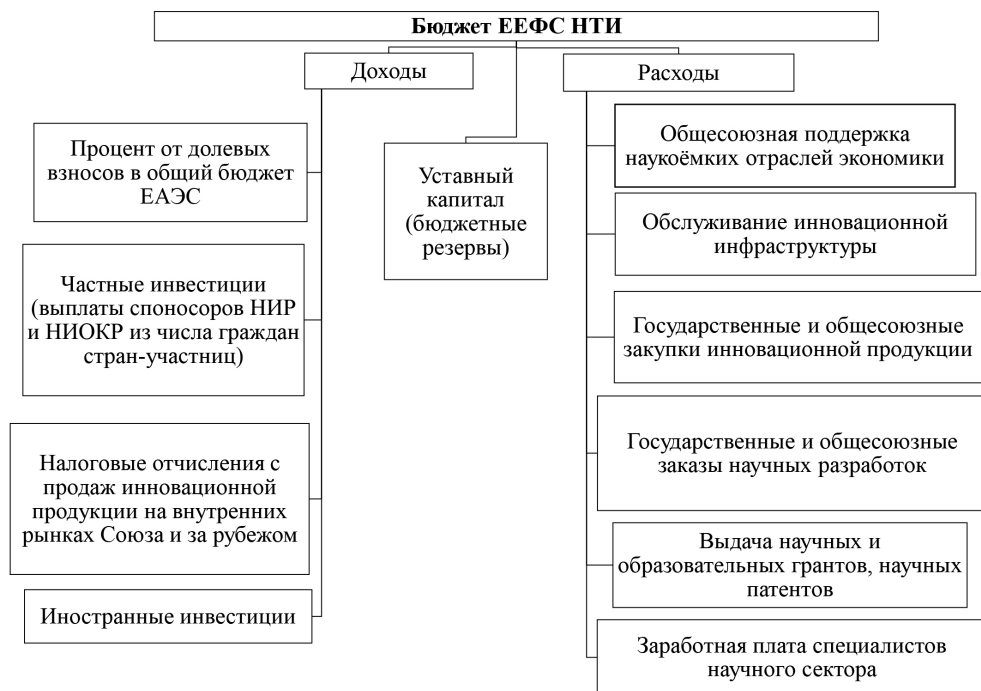 Бюджет ЕЕФС НТИ
Доходы
Процент от долевых
взносов в общий бюджет
ЕАЭС
Частные инвестиции
(выплаты споносоров НИР
и НИОКР из числа граждан
стран-участниц)
Налоговые отчисления с
продаж инновационной
продукции на внутренних
рынках Союза и за рубежом
Иностранные инвестиции
Уставный
капитал
(бюджетные
резервы)
Расходы
Общесоюзная поддержка
наукоёмких отраслей экономики
Обслуживание инновационной
инфраструктуры
Государственные и общесоюзные
закупки инновационной продукции
Государственные и общесоюзные
заказы научных разработок
Выдача научных и
образовательных грантов, научных
патентов
Заработная плата специалистов
научного сектора